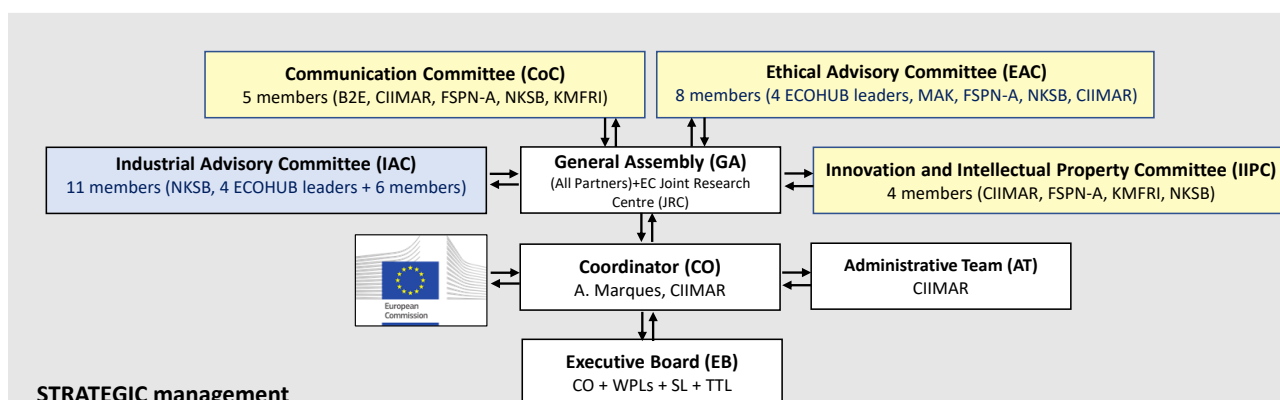 Communication Committee (CoC)
5 members (B2E, CIIMAR, FSPN-A, NKSB, KMFRI)
Ethical Advisory Committee (EAC)
8 members (4 ECOHUB leaders, MAK, FSPN-A, NKSB, CIIMAR)
Industrial Advisory Committee (IAC)
11 members (NKSB, 4 ECOHUB leaders + 6 members)
General Assembly (GA)
(All Partners)+EC Joint Research
Centre (JRC)
Innovation and Intellectual Property Committee (IIPC)
4 members (CIIMAR, FSPN-A, KMFRI, NKSB)
European
Commission
Coordinator (CO)
A. Marques, CIIMAR
Administrative Team (AT)
CIIMAR
Executive Board (EB)
CO + WPLs + SL + TTL
STRATEGIC management